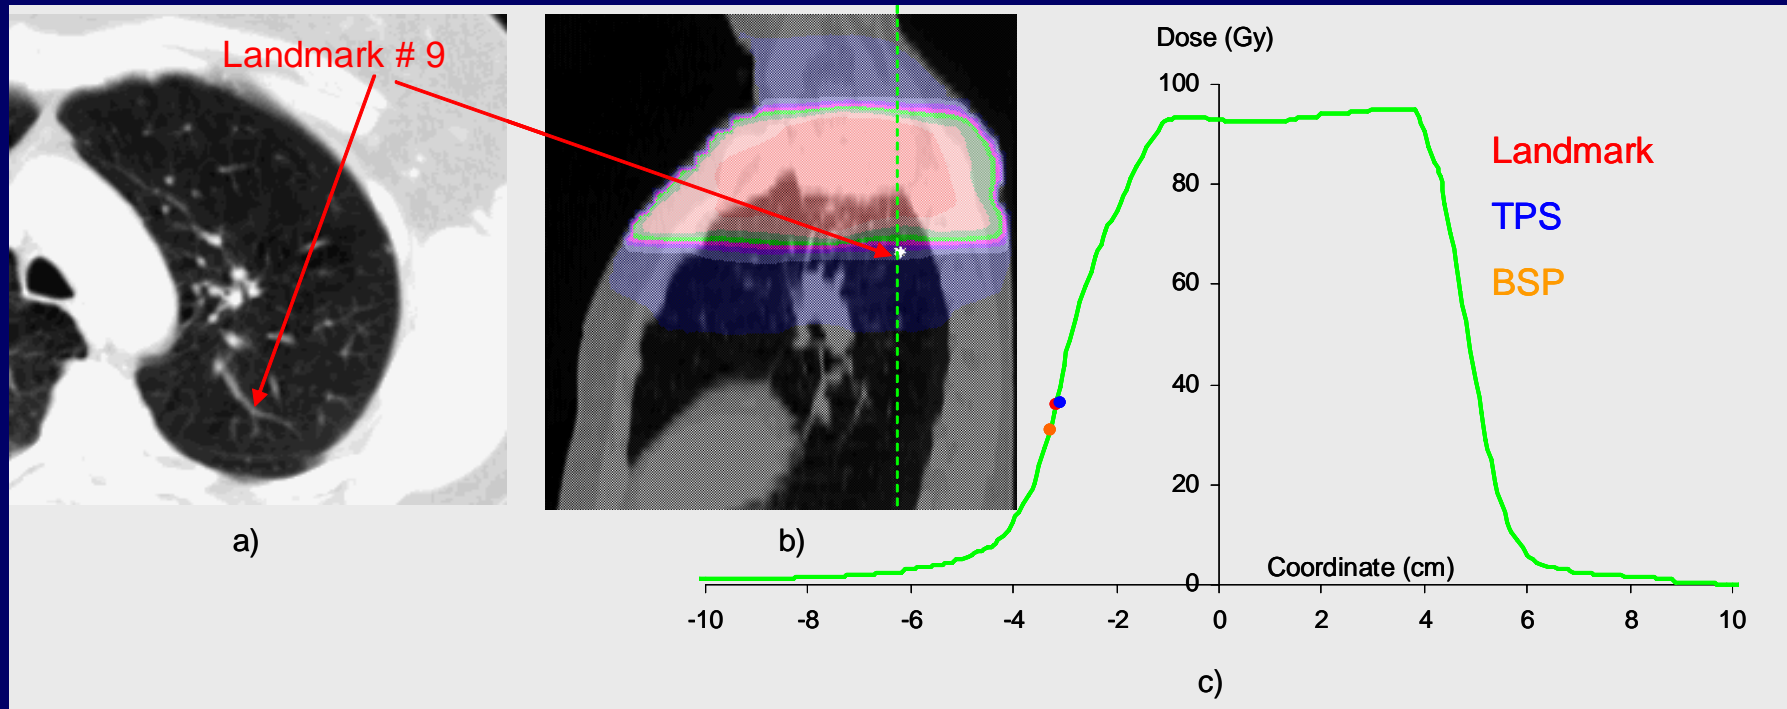 Landmark # 9
a)
b)
Dose (Gy)
100
80
60
40
20
0
Landmark
TPS
BSP
Coordinate (cm)
-10 -8 -6 -4 -2 0 2 4 6 8 10
c)